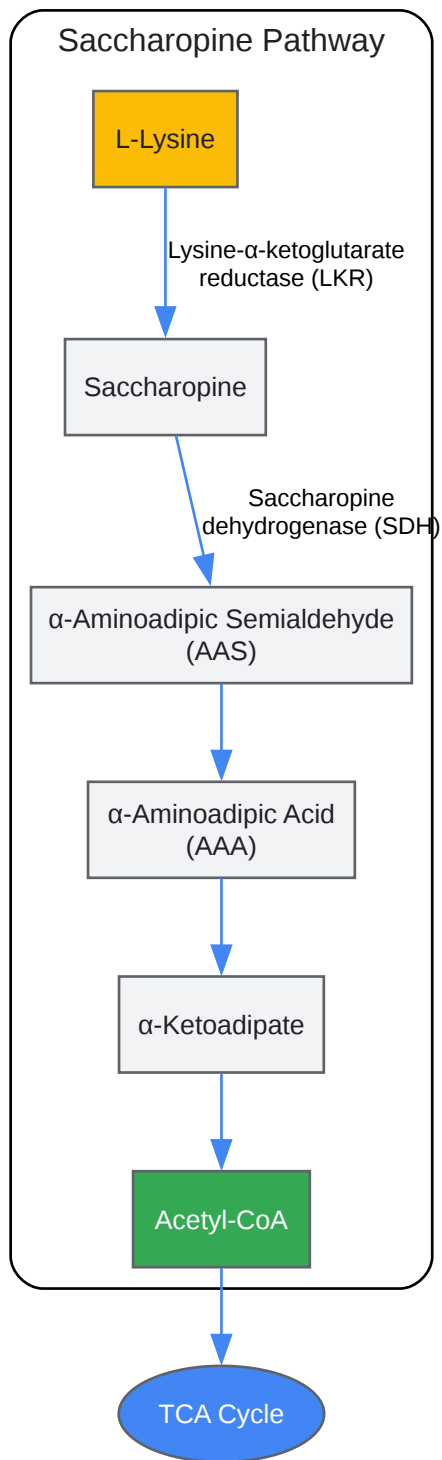 Saccharopine Pathway
L-Lysine
Lysine-α-ketoglutarate
reductase (LKR)
Saccharopine
Saccharopine
dehydrogenase (SDH)
α-Aminoadipic Semialdehyde
(AAS)
α-Aminoadipic Acid
(AAA)
α-Ketoadipate
Acetyl-CoA
TCA Cycle